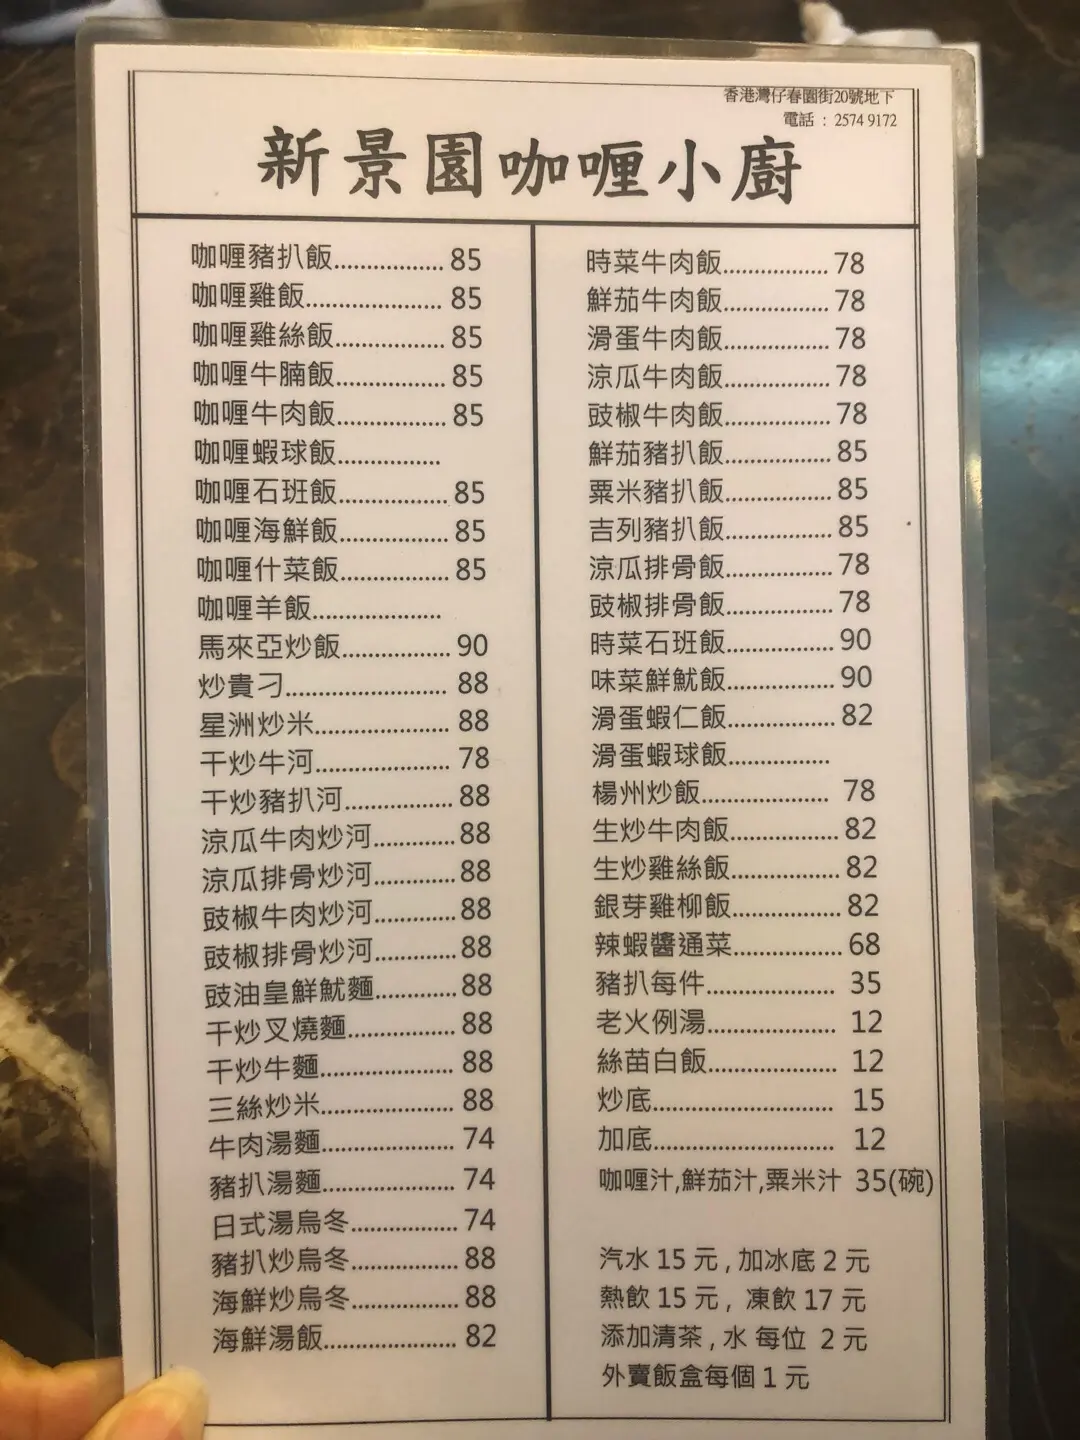 香港灣仔春園街20號地下
電話：2574 9172
新景園咖喱小廚
咖喱豬扒飯.................. 85
咖喱雞飯...................... 85
咖喱雞絲飯.................. 85
咖喱牛腩飯.................. 85
咖喱牛肉飯.................. 85
咖喱蝦球飯.................
咖喱石班飯.................. 85
咖喱海鮮飯.................. 85
咖喱什菜飯.................. 85
咖喱羊飯.....................
馬來亞炒飯.................. 90
炒貴刁.......................... 88
星洲炒米...................... 88
干炒牛河...................... 78
干炒豬扒河.................. 88
涼瓜牛肉炒河............. 88
涼瓜排骨炒河............. 88
豉椒牛肉炒河............. 88
豉椒排骨炒河............. 88
豉油皇鮮魷麵............. 88
干炒叉燒麵.................. 88
干炒牛麵...................... 88
三絲炒米...................... 88
牛肉湯麵...................... 74
豬扒湯麵...................... 74
日式湯烏冬.................. 74
豬扒炒烏冬.................. 88
海鮮炒烏冬.................. 88
海鮮湯飯...................... 82
時菜牛肉飯................. 78
鮮茄牛肉飯................. 78
滑蛋牛肉飯................. 78
涼瓜牛肉飯................. 78
豉椒牛肉飯................. 78
鮮茄豬扒飯................. 85
粟米豬扒飯................. 85
吉列豬扒飯................. 85
涼瓜排骨飯................. 78
豉椒排骨飯................. 78
時菜石班飯................. 90
味菜鮮魷飯................. 90
滑蛋蝦仁飯................. 82
滑蛋蝦球飯................
楊州炒飯..................... 78
生炒牛肉飯................. 82
生炒雞絲飯................. 82
銀芽雞柳飯................. 82
辣蝦醬通菜................. 68
豬扒每件..................... 35
老火例湯..................... 12
絲苗白飯..................... 12
炒底............................. 15
加底............................. 12
咖喱汁,鮮茄汁,粟米汁 35(碗)
汽水 15 元 , 加冰底 2 元
熱飲 15 元 , 凍飲 17 元
添加清茶 , 水 每位 2 元
外賣飯盒每個 1 元